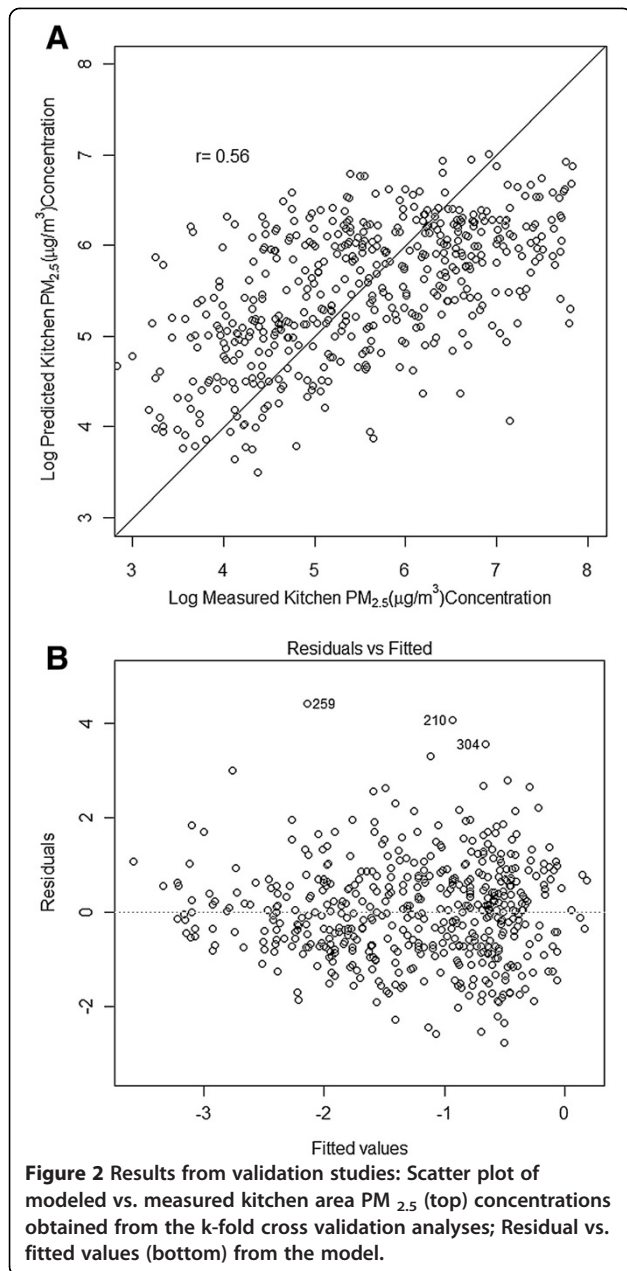 A
8
7
6
5
4
3
r= 0.56
Log Predicted Kitchen PM2.5(μg/m3)Concentration
3 4 5 6 7 8
Log Measured Kitchen PM2.5(μg/m3)Concentration
B
Residuals vs Fitted
4
2
0
-2
259
210
304
Residuals
-3 -2 -1 0
Fitted values
Figure 2 Results from validation studies: Scatter plot of
modeled vs. measured kitchen area PM 2.5 (top) concentrations
obtained from the k-fold cross validation analyses; Residual vs.
fitted values (bottom) from the model.